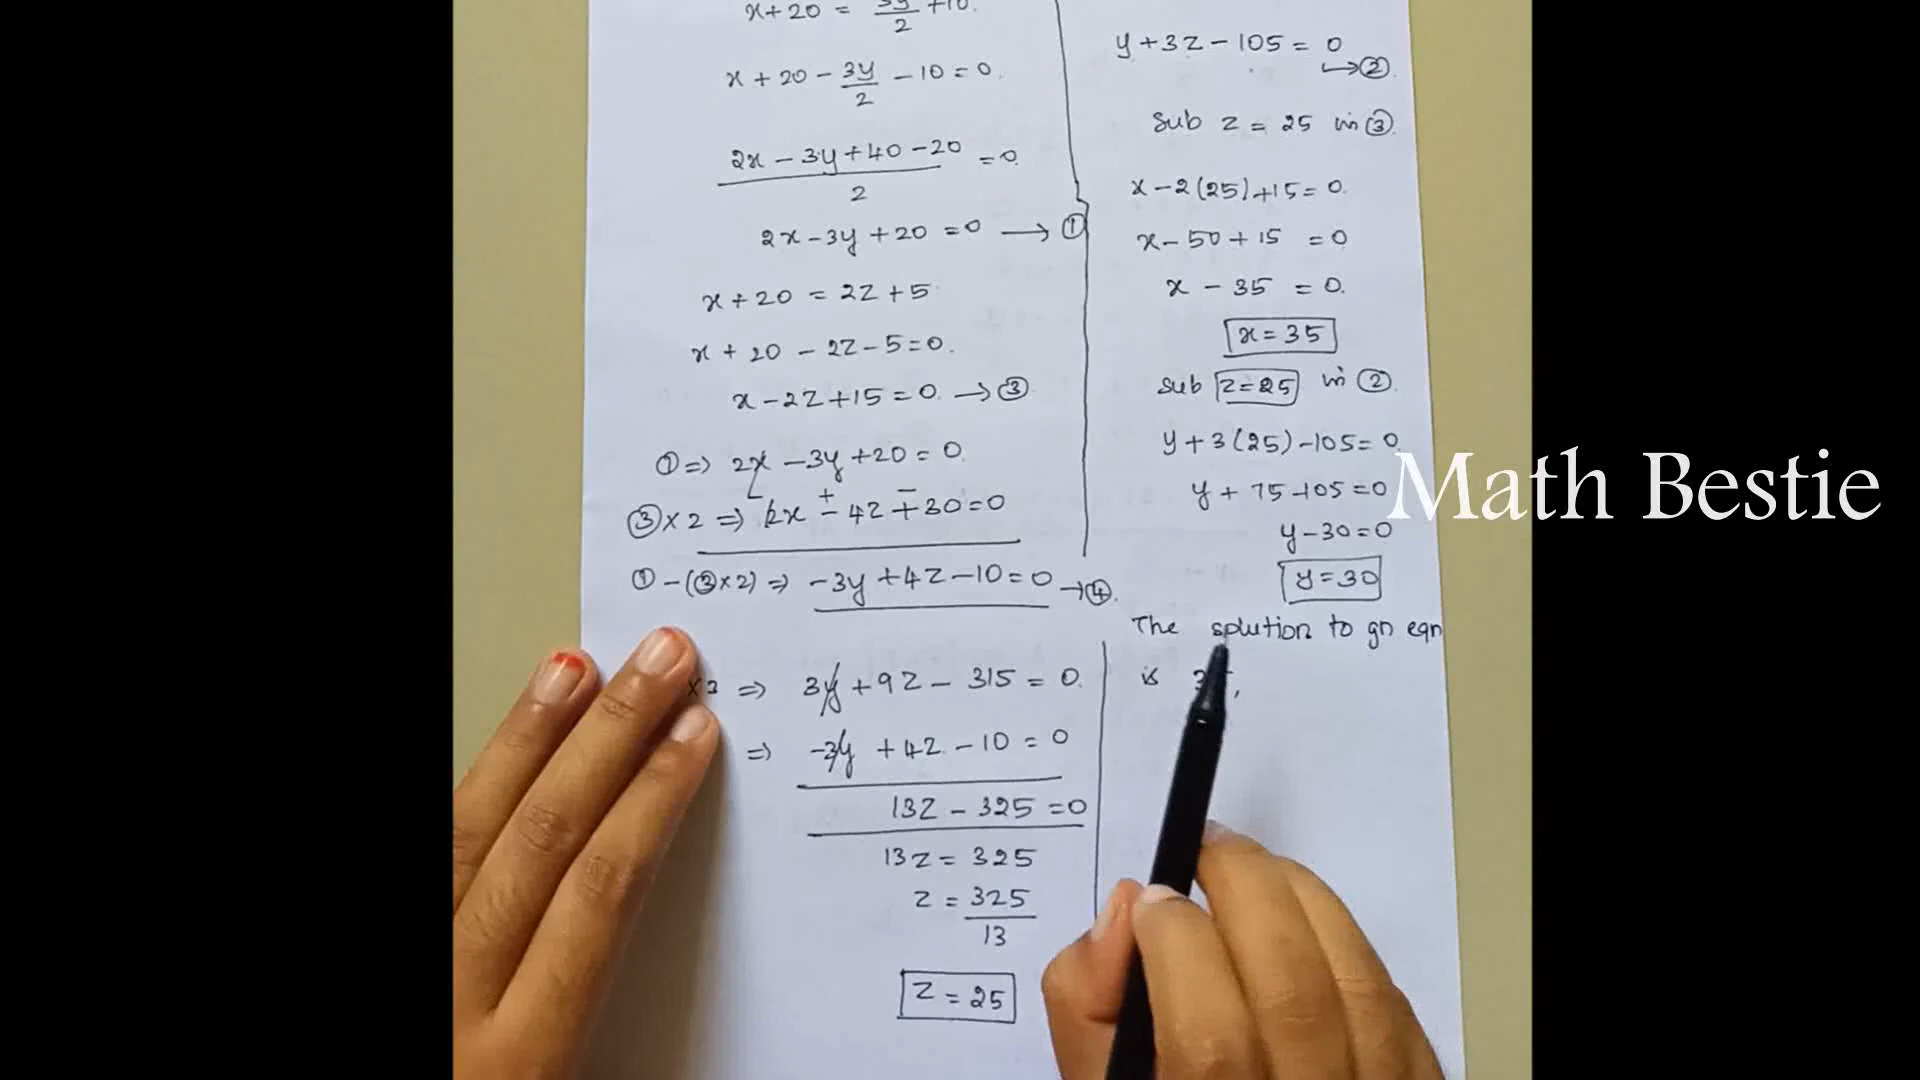 x+20 = 3y/2 +10.
x + 20 - 3y/2 - 10 = 0.
2x - 3y + 40 - 20 / 2 = 0.
2x - 3y + 20 = 0 → ①
x + 20 = 2z + 5
x + 20 - 2z - 5 = 0.
x - 2z + 15 = 0. → ③
① ⇒ 2x - 3y + 20 = 0.
③ × 2 ⇒ 2x - 4z + 30 = 0
① - (③×2) ⇒ -3y + 4z - 10 = 0 → ④.
×3 ⇒ 3y + 9z - 315 = 0.
⇒ -3y + 4z - 10 = 0
13z - 325 = 0
13z = 325
z = 325/13
z = 25
y + 3z - 105 = 0
→ ②.
Sub z = 25 in ③.
x - 2(25) + 15 = 0.
x - 50 + 15 = 0
x - 35 = 0.
x = 35
sub z = 25 in ②.
y + 3(25) - 105 = 0
y + 75 - 105 = 0
y - 30 = 0
y = 30
The solution to gn eqn
is
Math Bestie